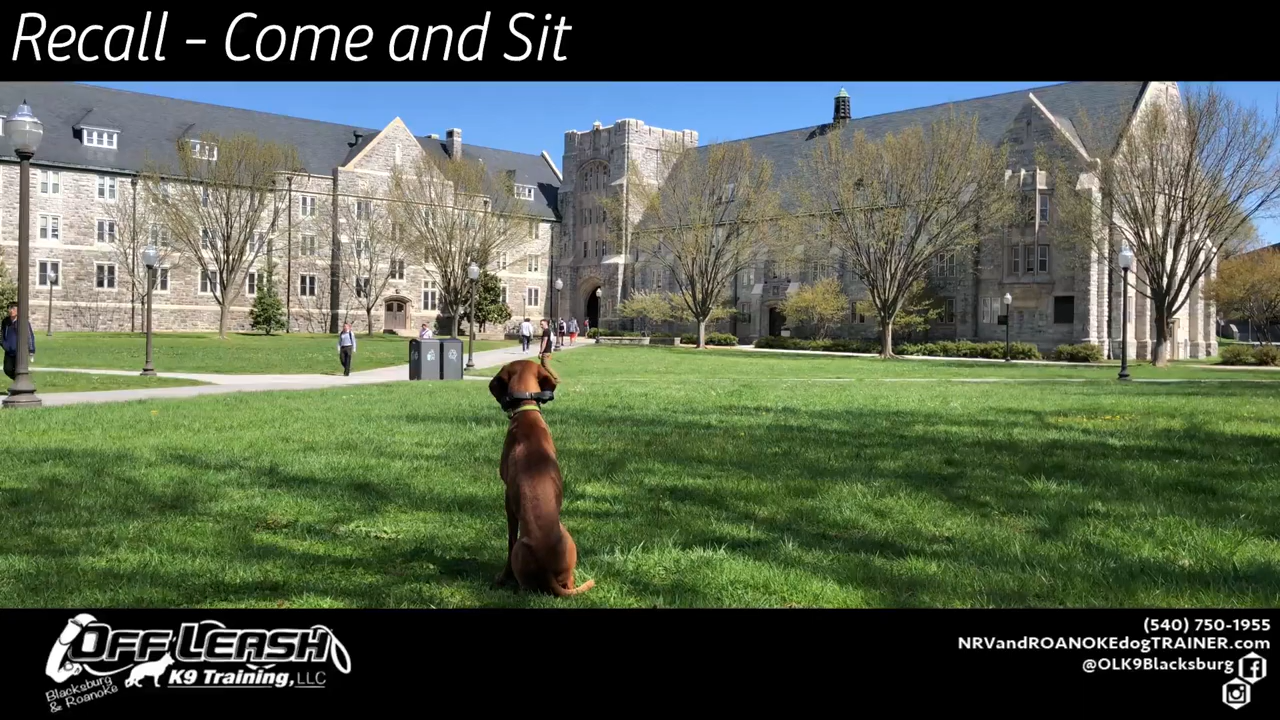 Recall - Come and Sit
OFF LEASH
K9 Training, LLC
Blacksburg
& Roanoke
(540) 750-1955
NRVandROANOKEdogTRAINER.com
@OLK9Blacksburg